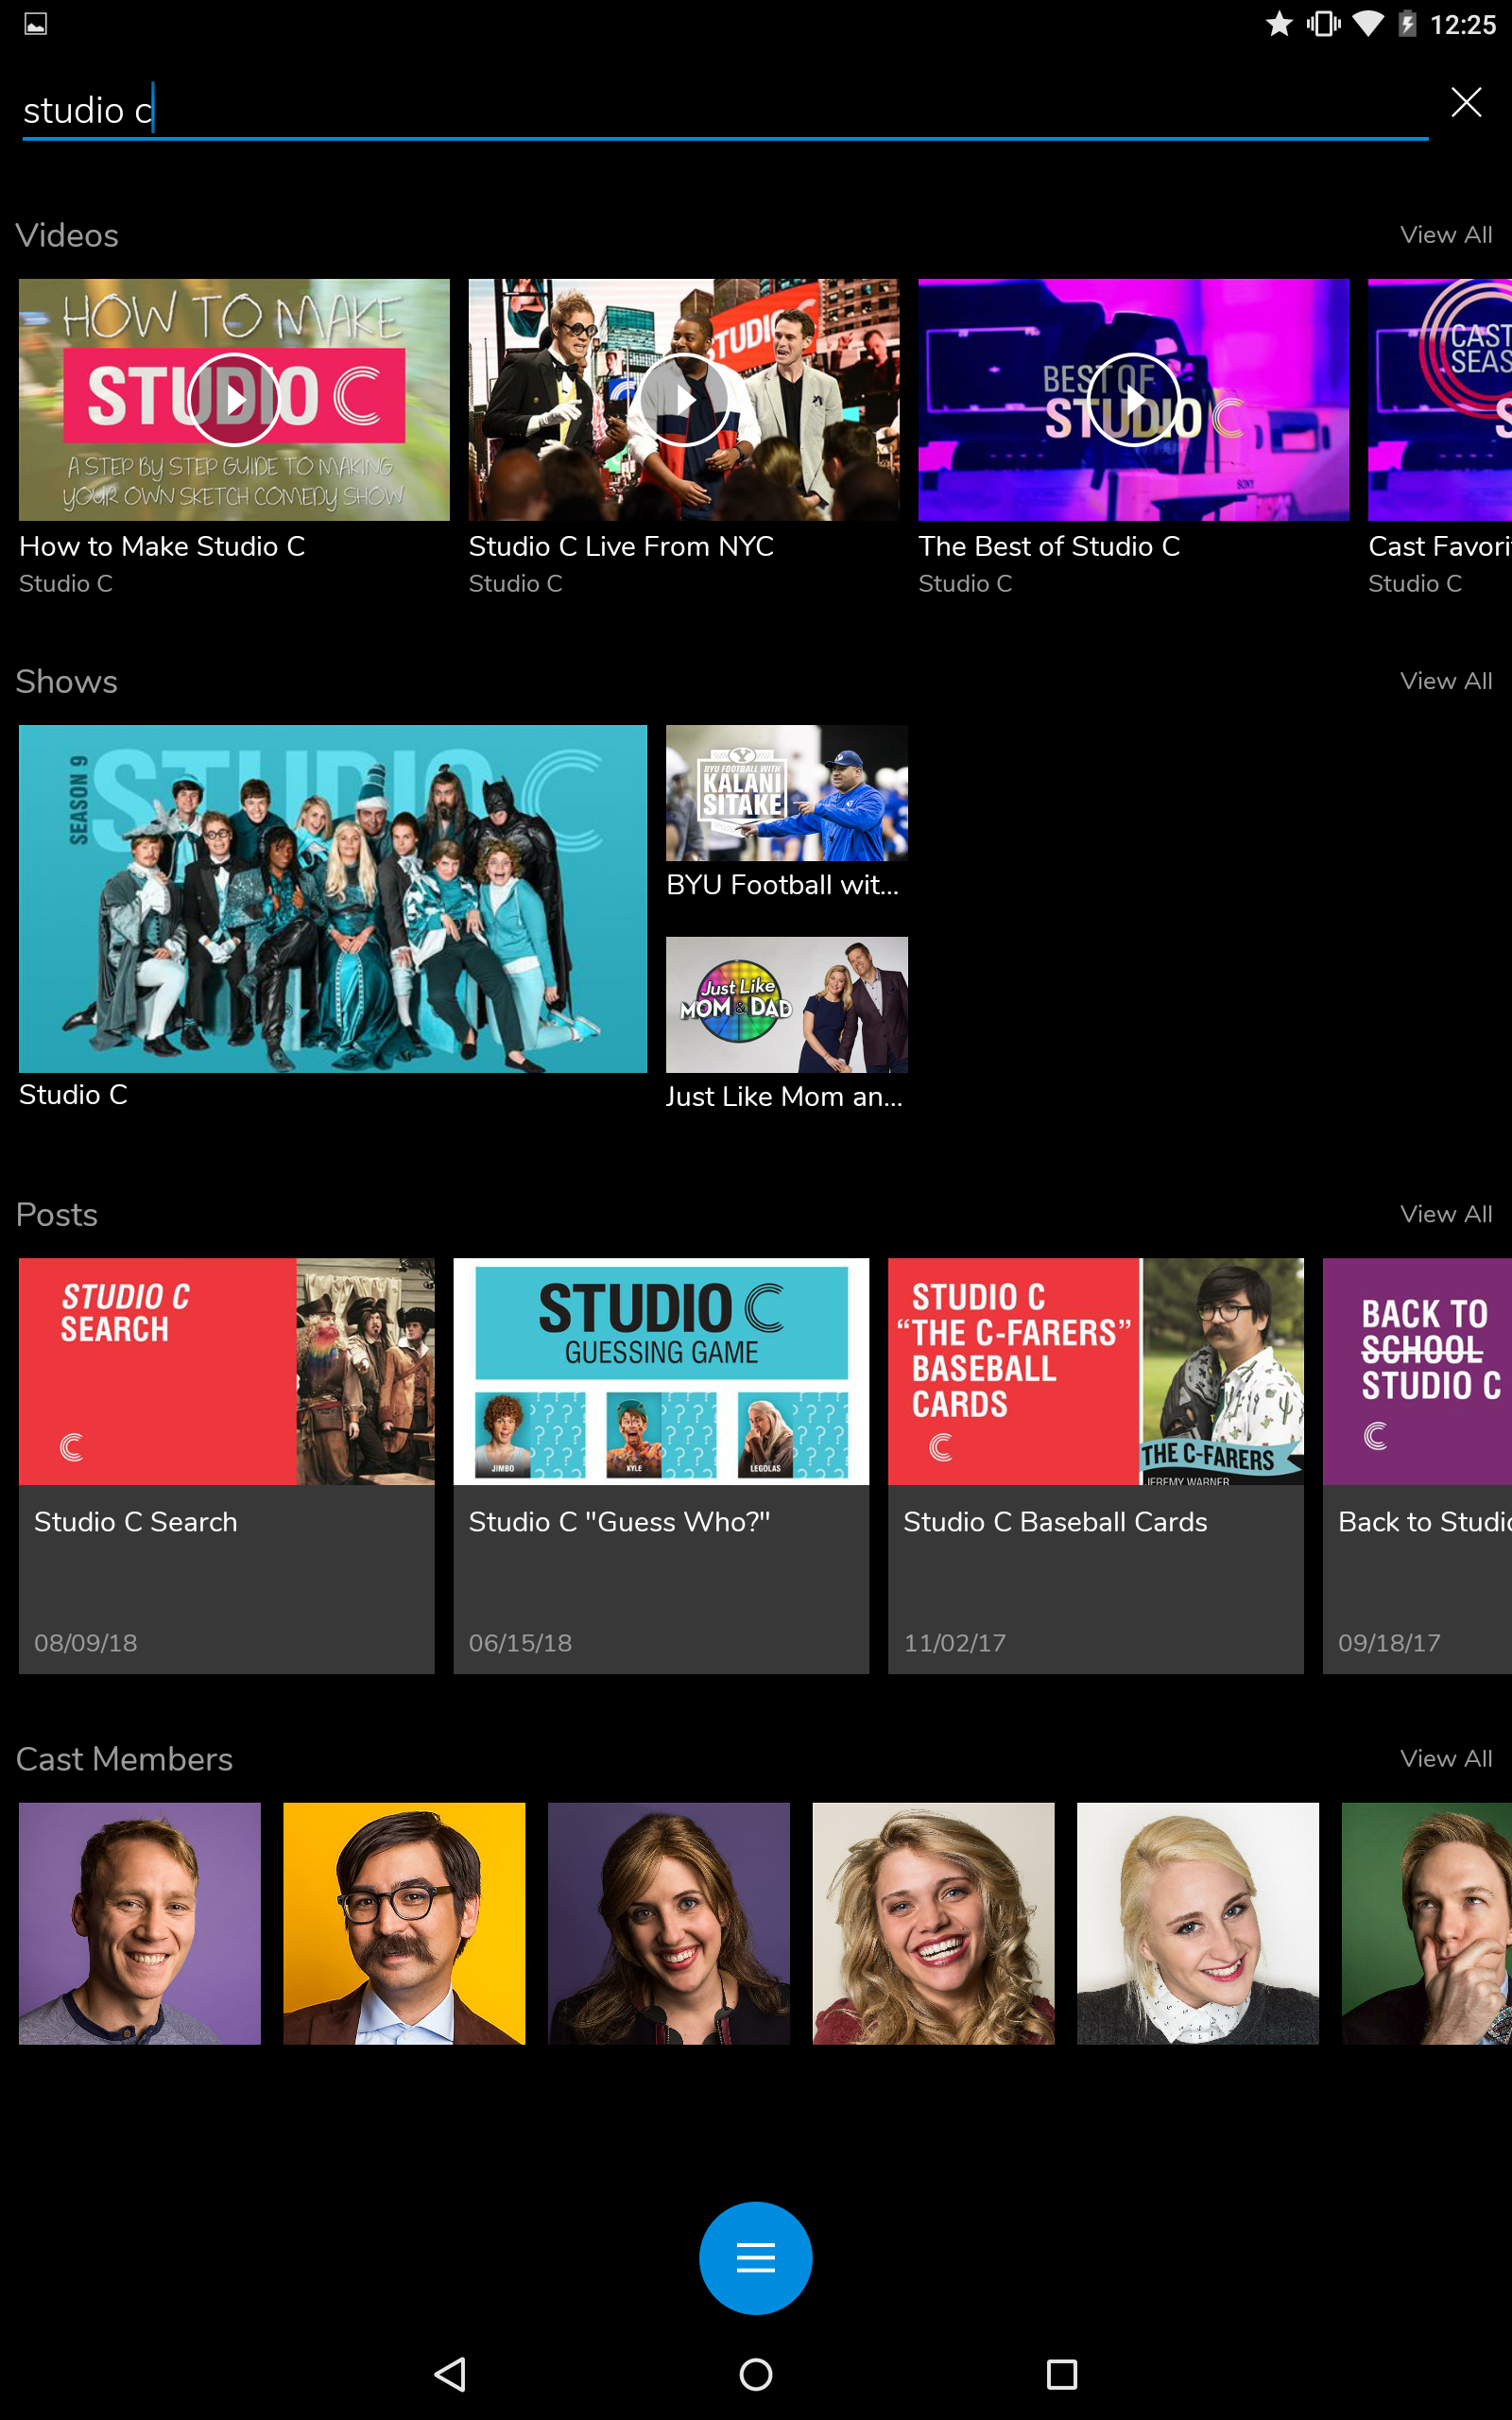 12:25
studio c
Videos
View All
HOW TO MAKE
STUDIO C
A STEP BY STEP GUIDE TO MAKING
YOUR OWN SKETCH COMEDY SHOW
STUDIO C
BEST OF
STUDIO C
SONY
CAST
SEAS
S
How to Make Studio C
Studio C Live From NYC
The Best of Studio C
Cast Favori
Studio C
Studio C
Studio C
Studio C
Shows
View All
SEASON 9
STUDIO C
BYU FOOTBALL WITH
KALANI
SITAKE
BYU Football wit...
Just Like
MOM & DAD
Studio C
Just Like Mom an...
Posts
View All
STUDIO C
SEARCH
STUDIO C
GUESSING GAME
JIMBO
KYLE
LEGOLAS
STUDIO C
“THE C-FARERS”
BASEBALL
CARDS
THE C-FARERS
JEREMY WARNER
BACK TO
SCHOOL
STUDIO C
Studio C Search
Studio C "Guess Who?"
Studio C Baseball Cards
Back to Studio
08/09/18
06/15/18
11/02/17
09/18/17
Cast Members
View All